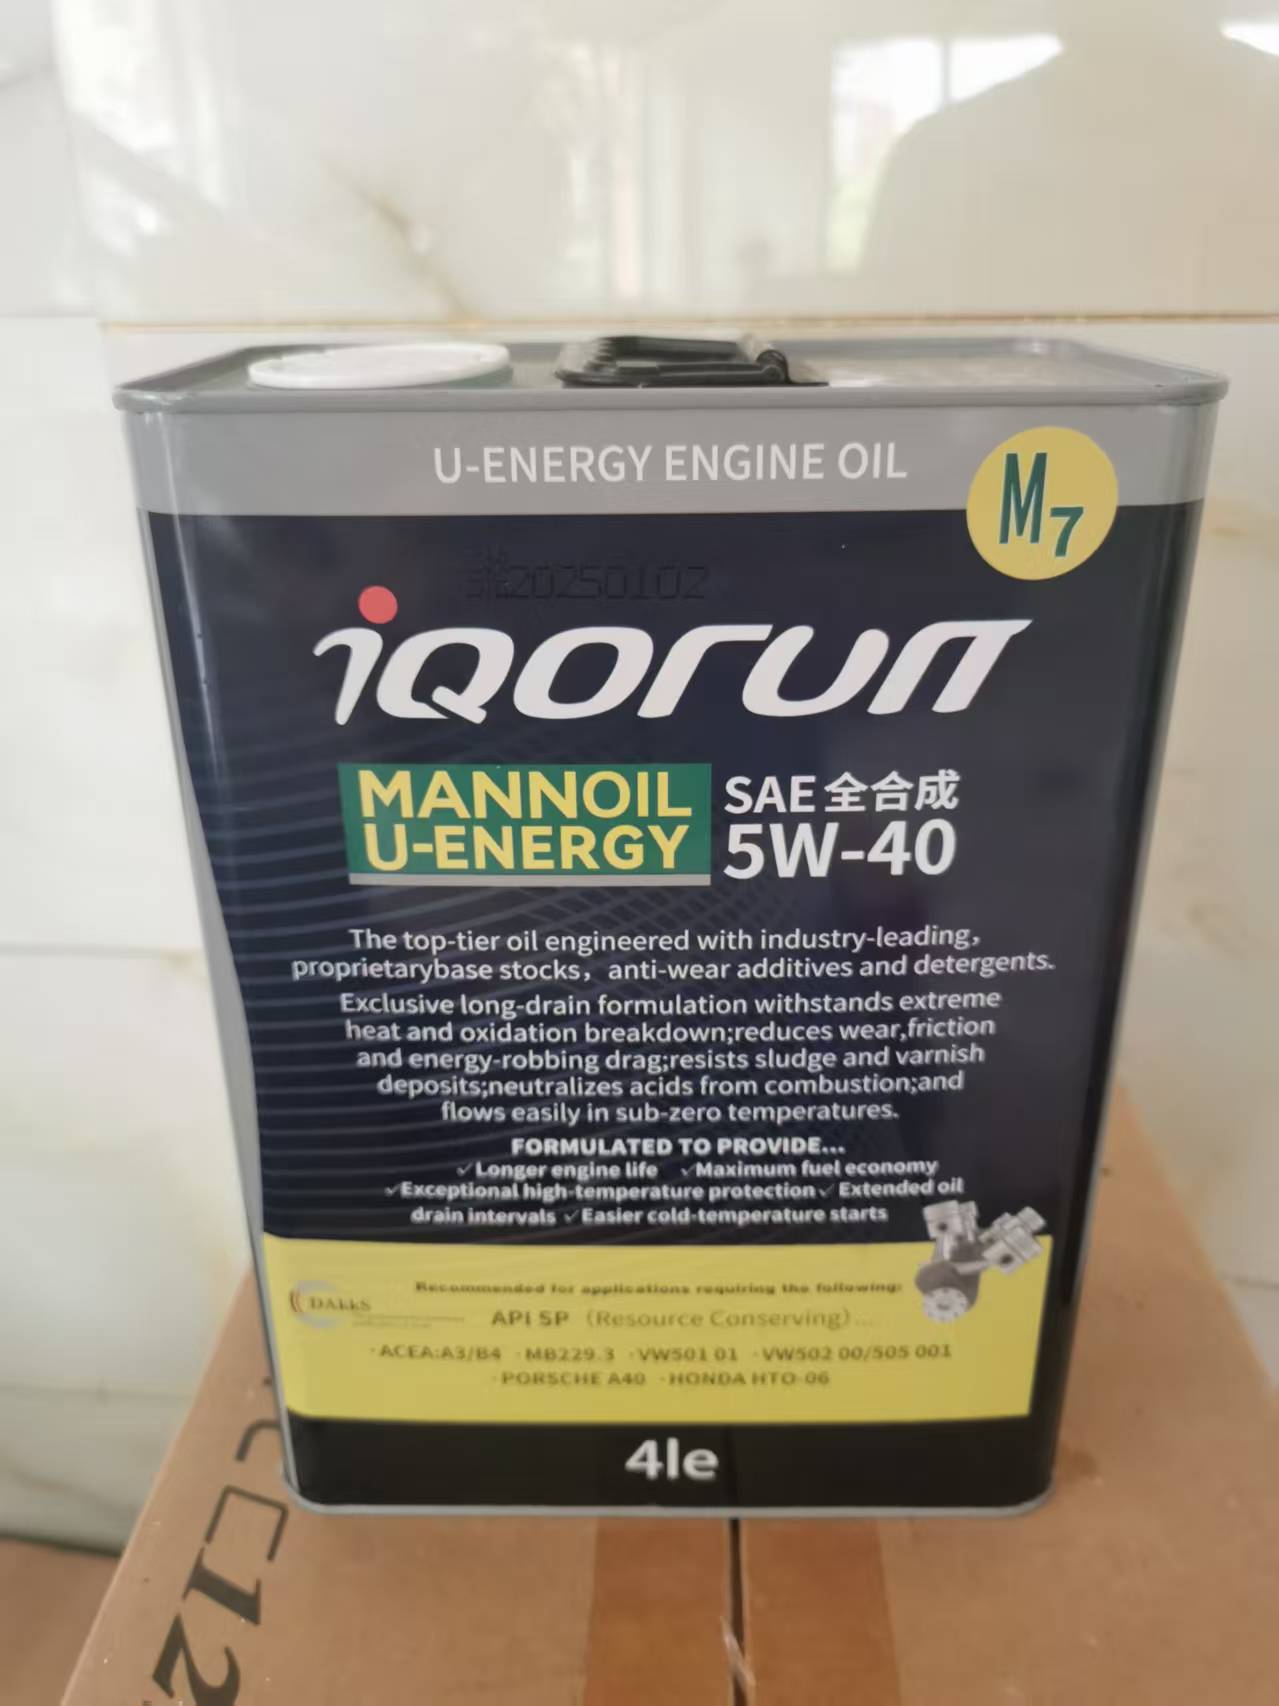 U-ENERGY ENGINE OIL
M7
20250102
iQorun
MANNOIL
U-ENERGY
SAE全合成
5W-40
The top-tier oil engineered with industry-leading,
proprietarybase stocks, anti-wear additives and detergents.
Exclusive long-drain formulation withstands extreme
heat and oxidation breakdown;reduces wear,friction
and energy-robbing drag;resists sludge and varnish
deposits;neutralizes acids from combustion;and
flows easily in sub-zero temperatures.
FORMULATED TO PROVIDE...
✓Longer engine life ✓Maximum fuel economy
✓Exceptional high-temperature protection✓ Extended oil
drain intervals ✓Easier cold-temperature starts
DAkkS
Recommended for applications requiring the following:
API SP （Resource Conserving）...
·ACEA:A3/B4 ·MB229.3 ·VW501 01 ·VW502 00/505 001
·PORSCHE A40 ·HONDA HTO-06
4le
C12